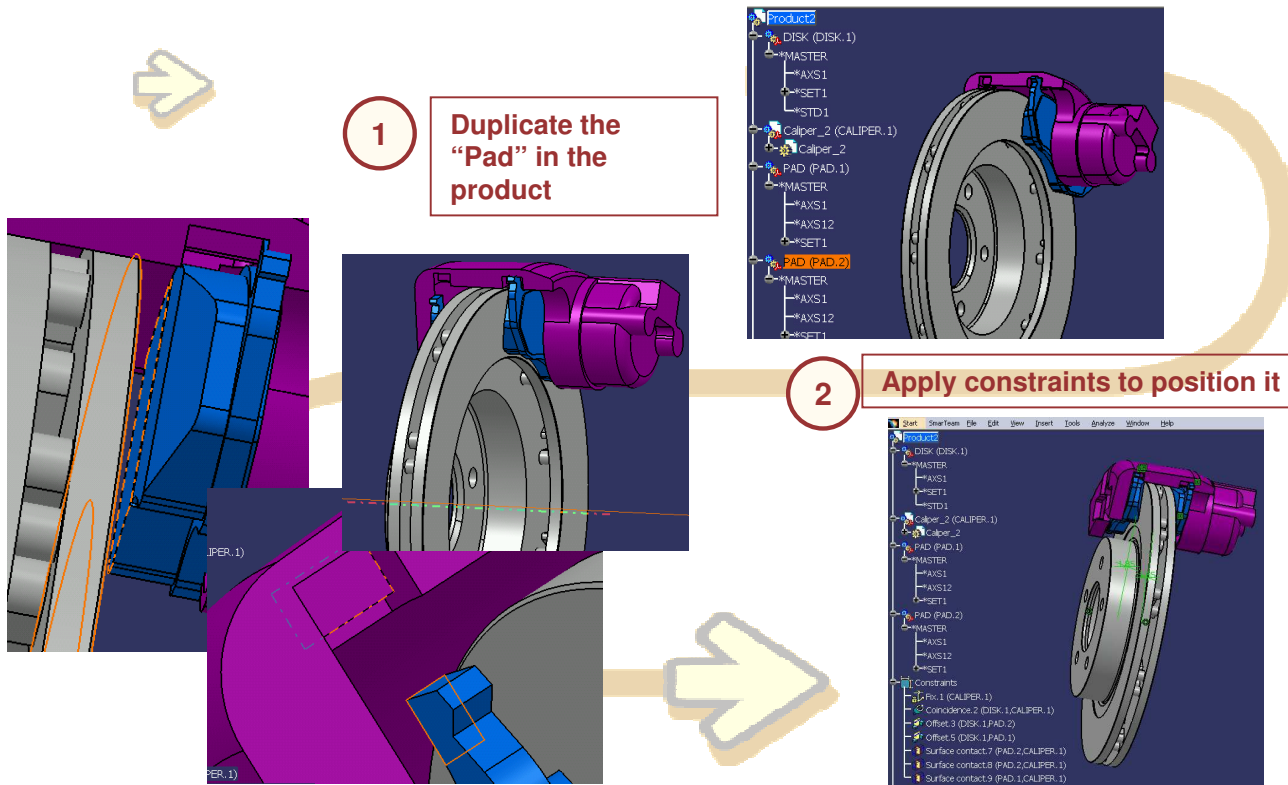 1
Duplicate the
“Pad” in the
product
Product2
DISK (DISK.1)
*MASTER
*AXS1
*SET1
*STD1
Caliper_2 (CALIPER.1)
Caliper_2
PAD (PAD.1)
*MASTER
*AXS1
*AXS12
*SET1
PAD (PAD.2)
*MASTER
*AXS1
*AXS12
*SET1
2
Apply constraints to position it
LIPER.1)
PER.1)
Start SmarTeam File Edit View Insert Tools Analyze Window Help
Product2
DISK (DISK.1)
*MASTER
*AXS1
*SET1
*STD1
Caliper_2 (CALIPER.1)
Caliper_2
PAD (PAD.1)
*MASTER
*AXS1
*AXS12
*SET1
PAD (PAD.2)
*MASTER
*AXS1
*AXS12
*SET1
Constraints
Fix.1 (CALIPER.1)
Coincidence.2 (DISK.1,CALIPER.1)
Offset.3 (DISK.1,PAD.2)
Offset.5 (DISK.1,PAD.1)
Surface contact.7 (PAD.2,CALIPER.1)
Surface contact.8 (PAD.2,CALIPER.1)
Surface contact.9 (PAD.1,CALIPER.1)